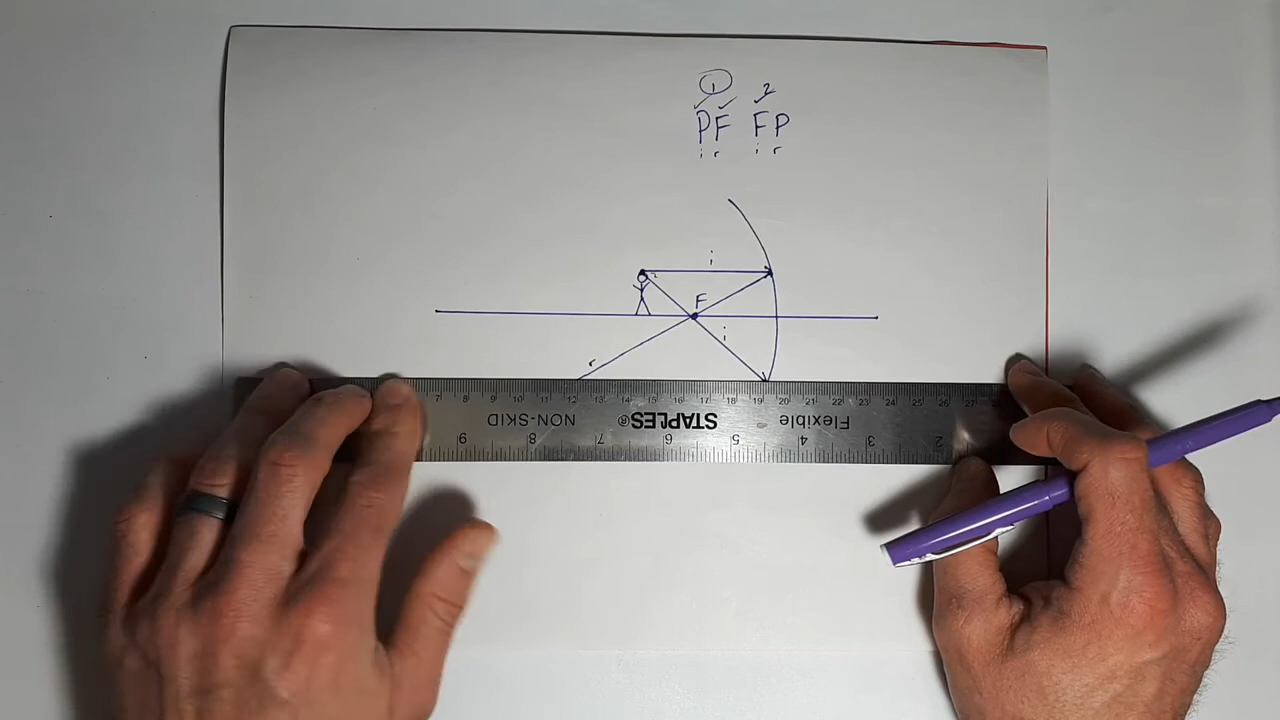 1 2
PF FP
i r i r
i
F
i
r
7 8 9 10 11 12 13 14 15 16 17 18 19 20 21 22 23 24 25 26 27
9 8 NON-SKID 7 STAPLES® 5 4 Flexible 3 2